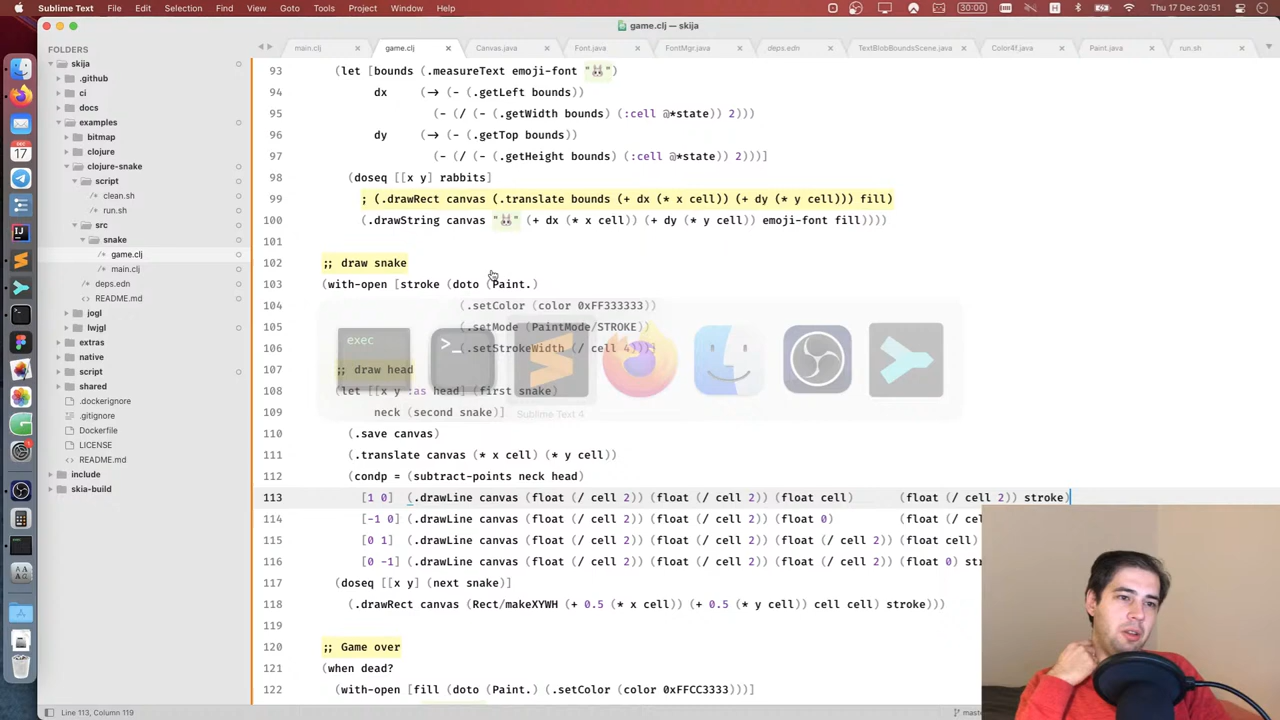 Sublime Text File Edit Selection Find View Goto Tools Project Window Help 30:00 Thu 17 Dec 20:51
game.clj — skija
main.clj game.clj Canvas.java Font.java FontMgr.java deps.edn TextBlobBoundsScene.java Color4f.java Paint.java run.sh
FOLDERS
skija
.github
ci
docs
examples
bitmap
clojure
clojure-snake
script
clean.sh
run.sh
src
snake
game.clj
main.clj
deps.edn
README.md
jogl
lwjgl
extras
native
script
shared
.dockerignore
.gitignore
Dockerfile
LICENSE
README.md
include
skia-build
93 (let [bounds (.measureText emoji-font "🐰")
94 dx (-> (- (.getLeft bounds))
95 (- (/ (- (.getWidth bounds) (:cell @*state)) 2)))
96 dy (-> (- (.getTop bounds))
97 (- (/ (- (.getHeight bounds) (:cell @*state)) 2)))]
98 (doseq [[x y] rabbits]
99 ; (.drawRect canvas (.translate bounds (+ dx (* x cell)) (+ dy (* y cell))) fill)
100 (.drawString canvas "🐰" (+ dx (* x cell)) (+ dy (* y cell)) emoji-font fill))))
101
102 ;; draw snake
103 (with-open [stroke (doto (Paint.)
104 (.setColor (color 0xFF333333))
105 (.setMode (PaintMode/STROKE))
106 (.setStrokeWidth (/ cell 4)))]
107 ;; draw head
108 (let [[x y :as head] (first snake)
109 neck (second snake)]
110 (.save canvas)
111 (.translate canvas (* x cell) (* y cell))
112 (condp = (subtract-points neck head)
113 [1 0] (.drawLine canvas (float (/ cell 2)) (float (/ cell 2)) (float cell) (float (/ cell 2)) stroke)
114 [-1 0] (.drawLine canvas (float (/ cell 2)) (float (/ cell 2)) (float 0) (float (/ cell
115 [0 1] (.drawLine canvas (float (/ cell 2)) (float (/ cell 2)) (float (/ cell 2)) (float cell)
116 [0 -1] (.drawLine canvas (float (/ cell 2)) (float (/ cell 2)) (float (/ cell 2)) (float 0) str
117 (doseq [[x y] (next snake)]
118 (.drawRect canvas (Rect/makeXYWH (+ 0.5 (* x cell)) (+ 0.5 (* y cell)) cell cell) stroke)))
119
120 ;; Game over
121 (when dead?
122 (with-open [fill (doto (Paint.) (.setColor (color 0xFFCC3333)))]
exec
Sublime Text 4
Line 113, Column 119